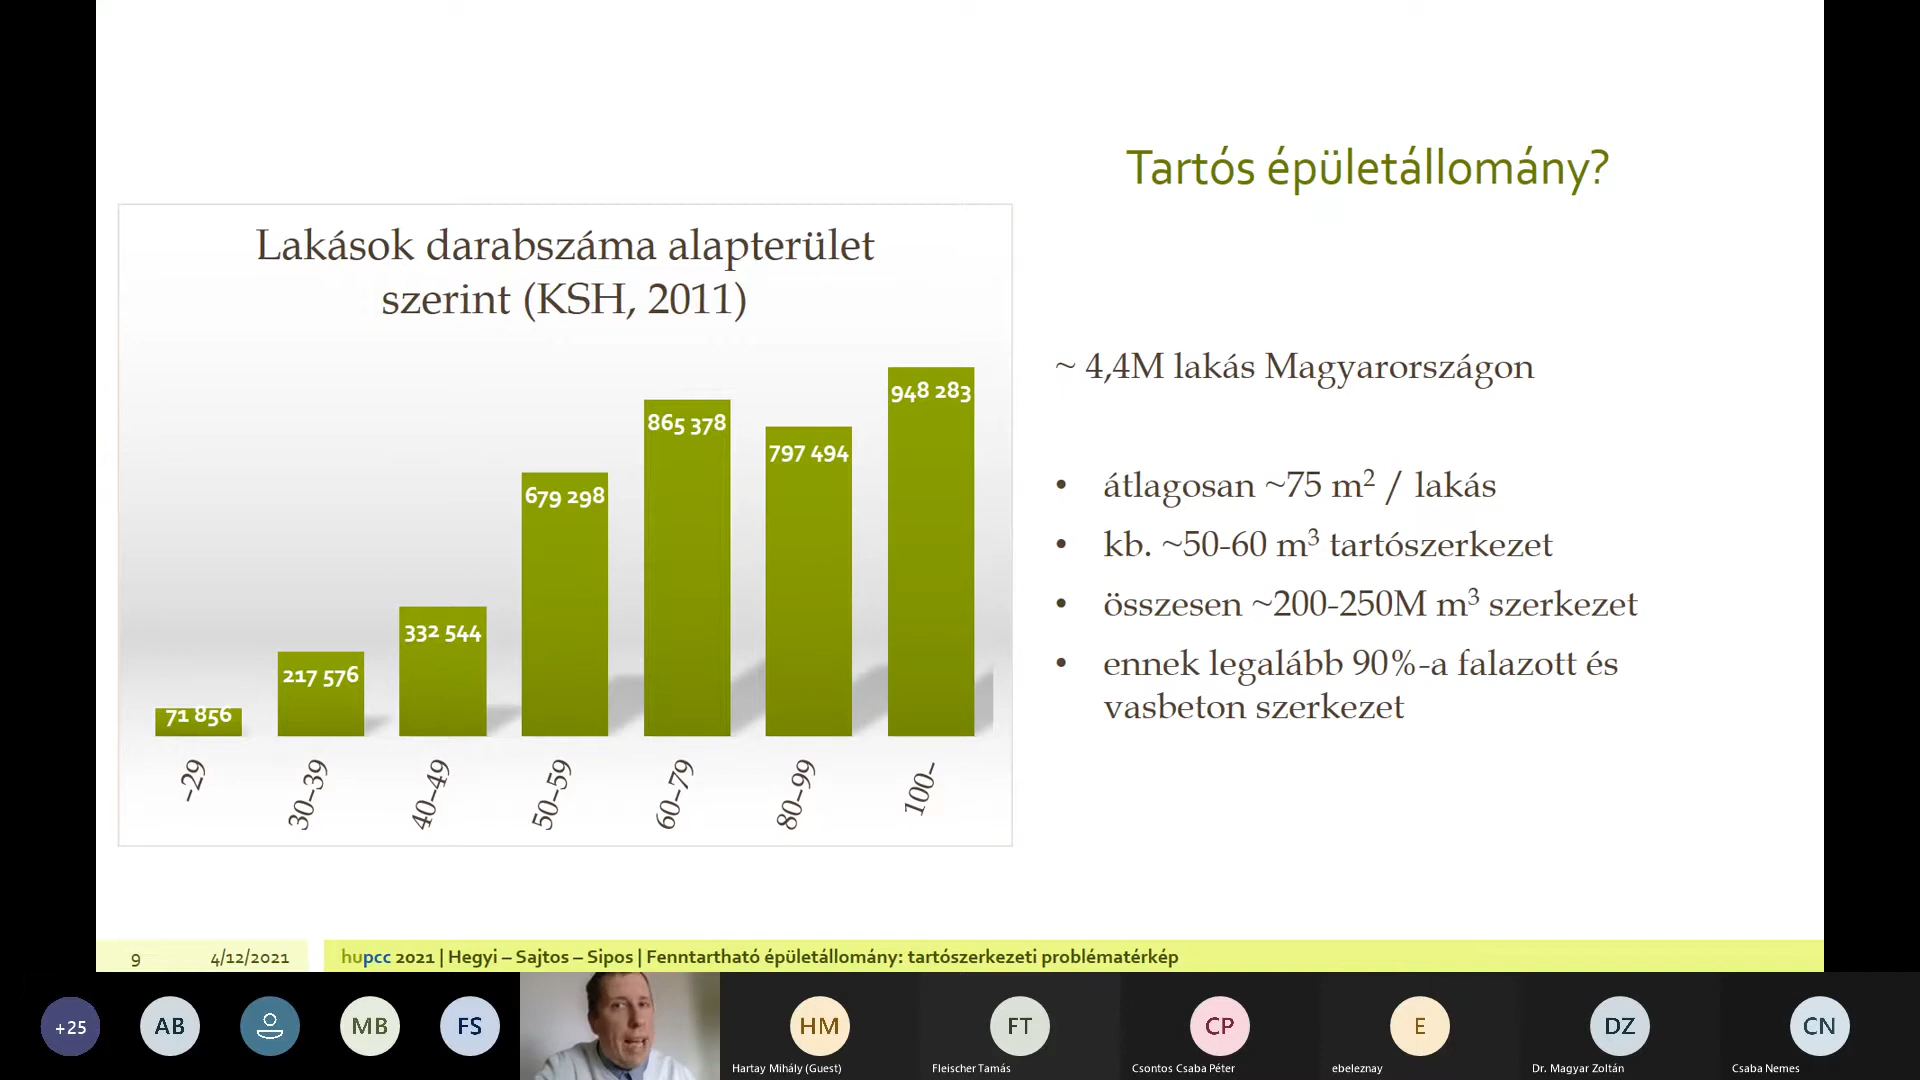 Tartós épületállomány?
Lakások darabszáma alapterület
szerint (KSH, 2011)
71 856
217 576
332 544
679 298
865 378
797 494
948 283
–29
30–39
40–49
50–59
60–79
80–99
100–
~ 4,4M lakás Magyarországon
• átlagosan ~75 m² / lakás
• kb. ~50-60 m³ tartószerkezet
• összesen ~200-250M m³ szerkezet
• ennek legalább 90%-a falazott és
vasbeton szerkezet
9
4/12/2021
hupcc 2021 | Hegyi – Sajtos – Sipos | Fenntartható épületállomány: tartószerkezeti problématérkép
+25
AB
MB
FS
HM
Hartay Mihály (Guest)
FT
Fleischer Tamás
CP
Csontos Csaba Péter
E
ebeleznay
DZ
Dr. Magyar Zoltán
CN
Csaba Nemes